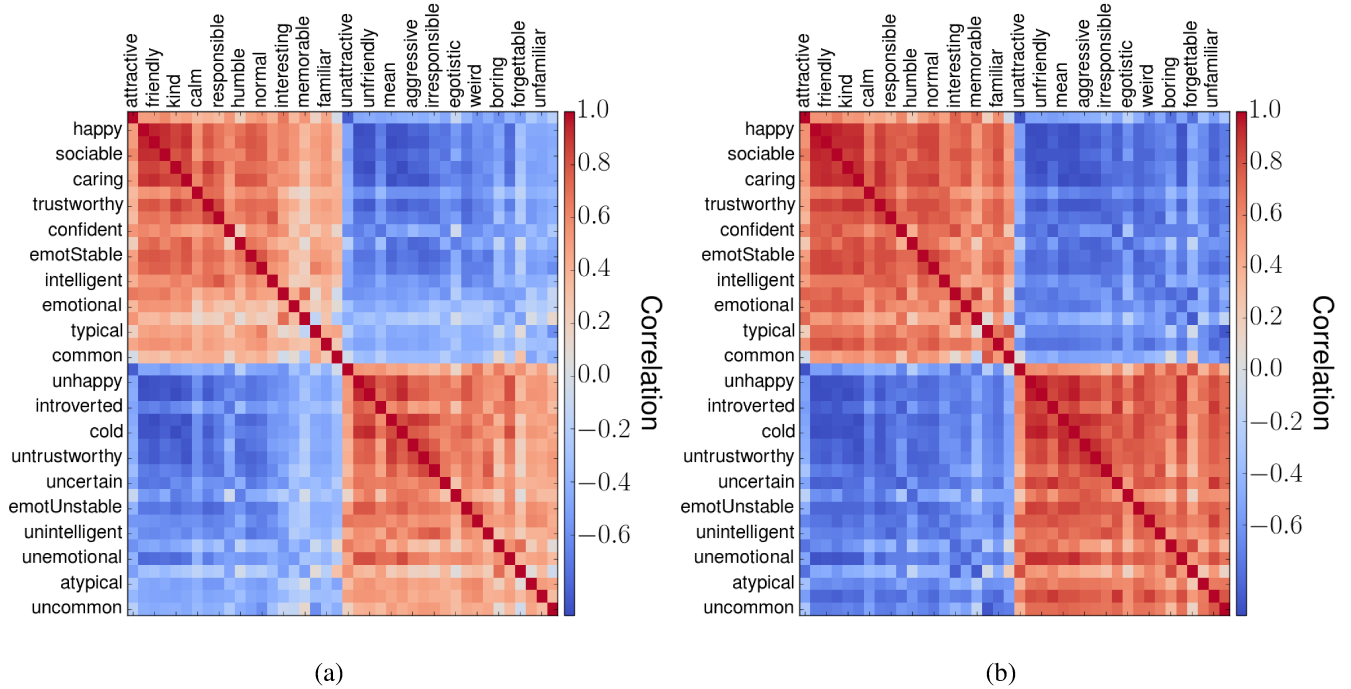 attractive
friendly
kind
calm
responsible
humble
normal
interesting
memorable
familiar
unattractive
unfriendly
mean
aggressive
irresponsible
egotistic
weird
boring
forgettable
unfamiliar
happy
sociable
caring
trustworthy
confident
emotStable
intelligent
emotional
typical
common
unhappy
introverted
cold
untrustworthy
uncertain
emotUnstable
unintelligent
unemotional
atypical
uncommon
1.0
0.8
0.6
0.4
0.2
0.0
−0.2
−0.4
−0.6
Correlation
(a)
attractive
friendly
kind
calm
responsible
humble
normal
interesting
memorable
familiar
unattractive
unfriendly
mean
aggressive
irresponsible
egotistic
weird
boring
forgettable
unfamiliar
happy
sociable
caring
trustworthy
confident
emotStable
intelligent
emotional
typical
common
unhappy
introverted
cold
untrustworthy
uncertain
emotUnstable
unintelligent
unemotional
atypical
uncommon
1.0
0.8
0.6
0.4
0.2
0.0
−0.2
−0.4
−0.6
Correlation
(b)